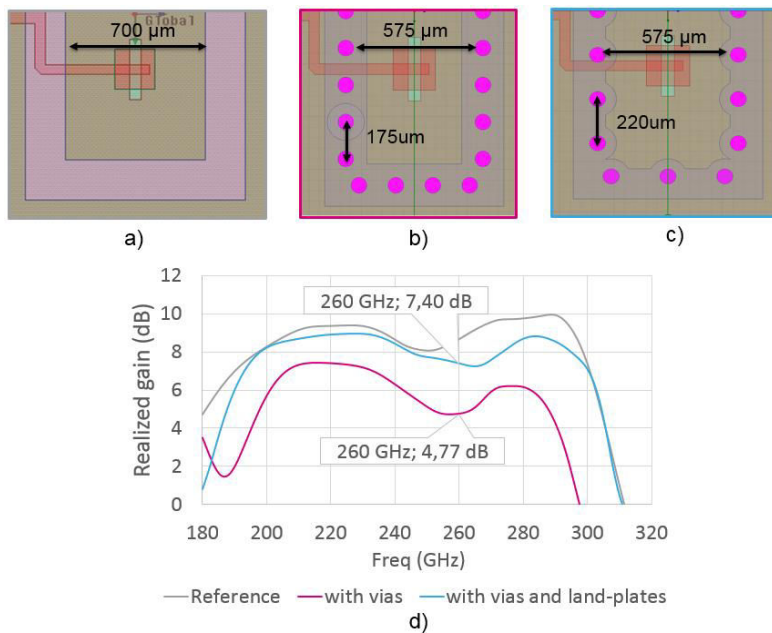 Global
700 µm
575 µm
575 µm
175um
220um
a)
b)
c)
12
10
8
6
4
2
0
Realized gain (dB)
260 GHz; 7,40 dB
260 GHz; 4,77 dB
180 200 220 240 260 280 300 320
Freq (GHz)
Reference with vias with vias and land-plates
d)